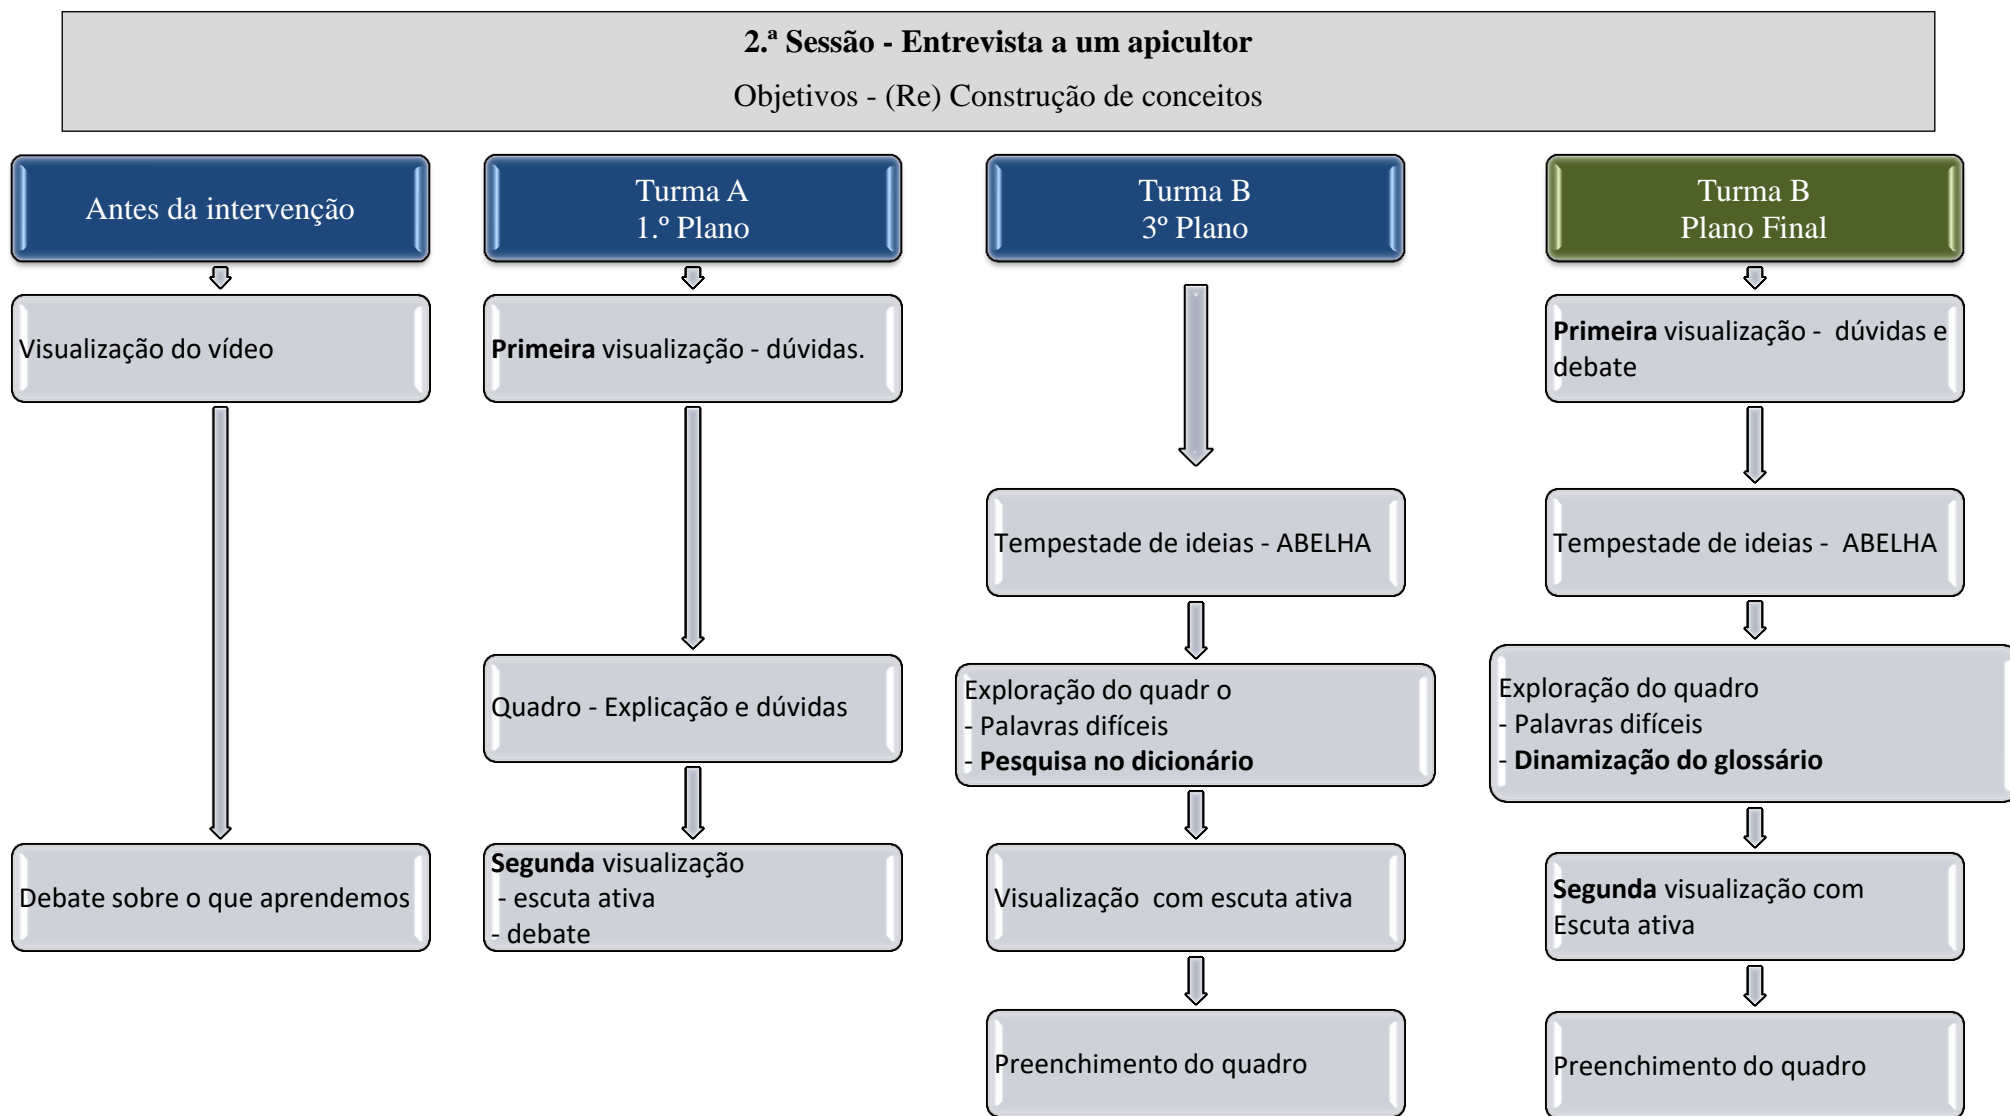 2.ª Sessão - Entrevista a um apicultor
Objetivos - (Re) Construção de conceitos
Antes da intervenção
Visualização do vídeo
Debate sobre o que aprendemos
Turma A
1.º Plano
Primeira visualização - dúvidas.
Quadro - Explicação e dúvidas
Segunda visualização
- escuta ativa
- debate
Turma B
3º Plano
Tempestade de ideias - ABELHA
Exploração do quadr o
- Palavras difíceis
- Pesquisa no dicionário
Visualização com escuta ativa
Preenchimento do quadro
Turma B
Plano Final
Primeira visualização - dúvidas e
debate
Tempestade de ideias - ABELHA
Exploração do quadro
- Palavras difíceis
- Dinamização do glossário
Segunda visualização com
Escuta ativa
Preenchimento do quadro